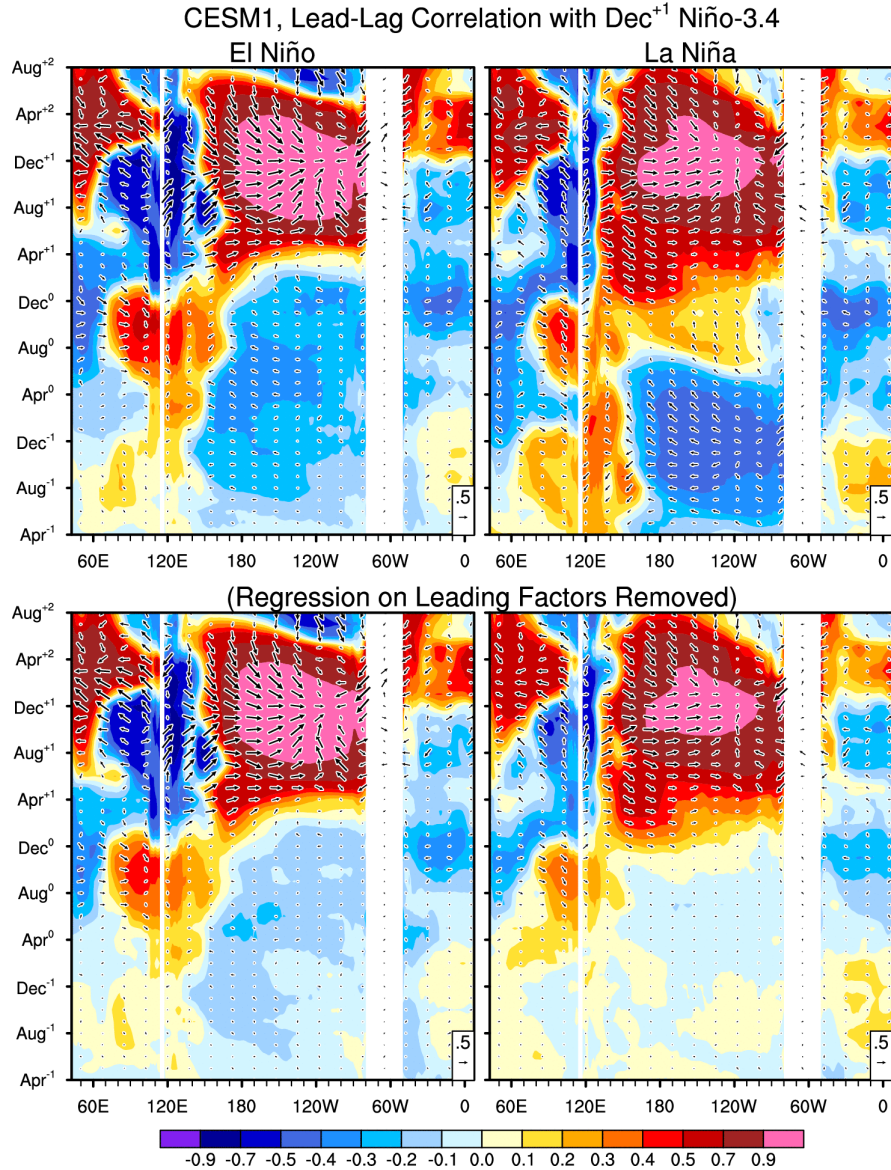 CESM1, Lead-Lag Correlation with Dec⁺¹ Niño-3.4
El Niño
La Niña
Aug⁺²
Apr⁺²
Dec⁺¹
Aug⁺¹
Apr⁺¹
Dec⁰
Aug⁰
Apr⁰
Dec⁻¹
Aug⁻¹
Apr⁻¹
.5
.5
60E 120E 180 120W 60W 0
60E 120E 180 120W 60W 0
(Regression on Leading Factors Removed)
Aug⁺²
Apr⁺²
Dec⁺¹
Aug⁺¹
Apr⁺¹
Dec⁰
Aug⁰
Apr⁰
Dec⁻¹
Aug⁻¹
Apr⁻¹
.5
.5
60E 120E 180 120W 60W 0
60E 120E 180 120W 60W 0
-0.9 -0.7 -0.5 -0.4 -0.3 -0.2 -0.1 0.0 0.1 0.2 0.3 0.4 0.5 0.7 0.9